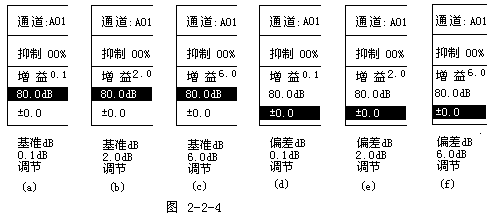 通道:A01 通道:A01 通道:A01 通道:A01 通道:A01 通道:A01
抑制 00% 抑制 00% 抑制 00% 抑制 00% 抑制 00% 抑制 00%
增益0.1 增益2.0 增益6.0 增益0.1 增益2.0 增益6.0
80.0dB 80.0dB 80.0dB 80.0dB 80.0dB 80.0dB
±0.0 ±0.0 ±0.0 ±0.0 ±0.0 ±0.0
基准dB 基准dB 基准dB 偏差dB 偏差dB 偏差dB
0.1dB 2.0dB 6.0dB 0.1dB 2.0dB 6.0dB
调节 调节 调节 调节 调节 调节
(a) (b) (c) (d) (e) (f)
图 2-2-4